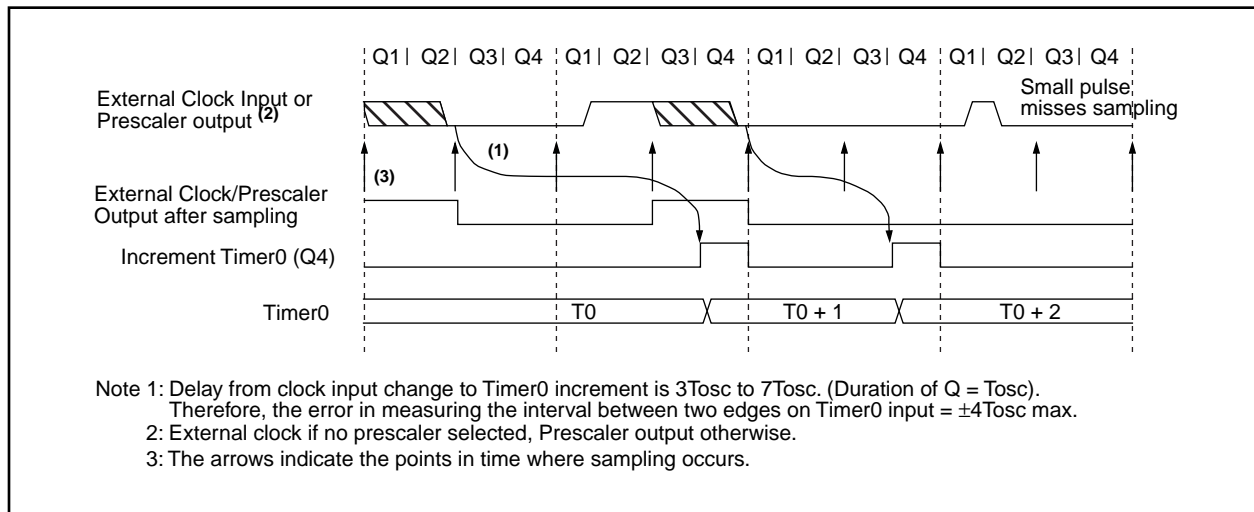 Q1| Q2| Q3| Q4 Q1| Q2| Q3| Q4 Q1| Q2| Q3| Q4 Q1| Q2| Q3| Q4
External Clock Input or
Prescaler output (2)
Small pulse
misses sampling
(1)
(3)
External Clock/Prescaler
Output after sampling
Increment Timer0 (Q4)
Timer0 T0 T0 + 1 T0 + 2
Note 1: Delay from clock input change to Timer0 increment is 3Tosc to 7Tosc. (Duration of Q = Tosc).
Therefore, the error in measuring the interval between two edges on Timer0 input = ±4Tosc max.
2: External clock if no prescaler selected, Prescaler output otherwise.
3: The arrows indicate the points in time where sampling occurs.